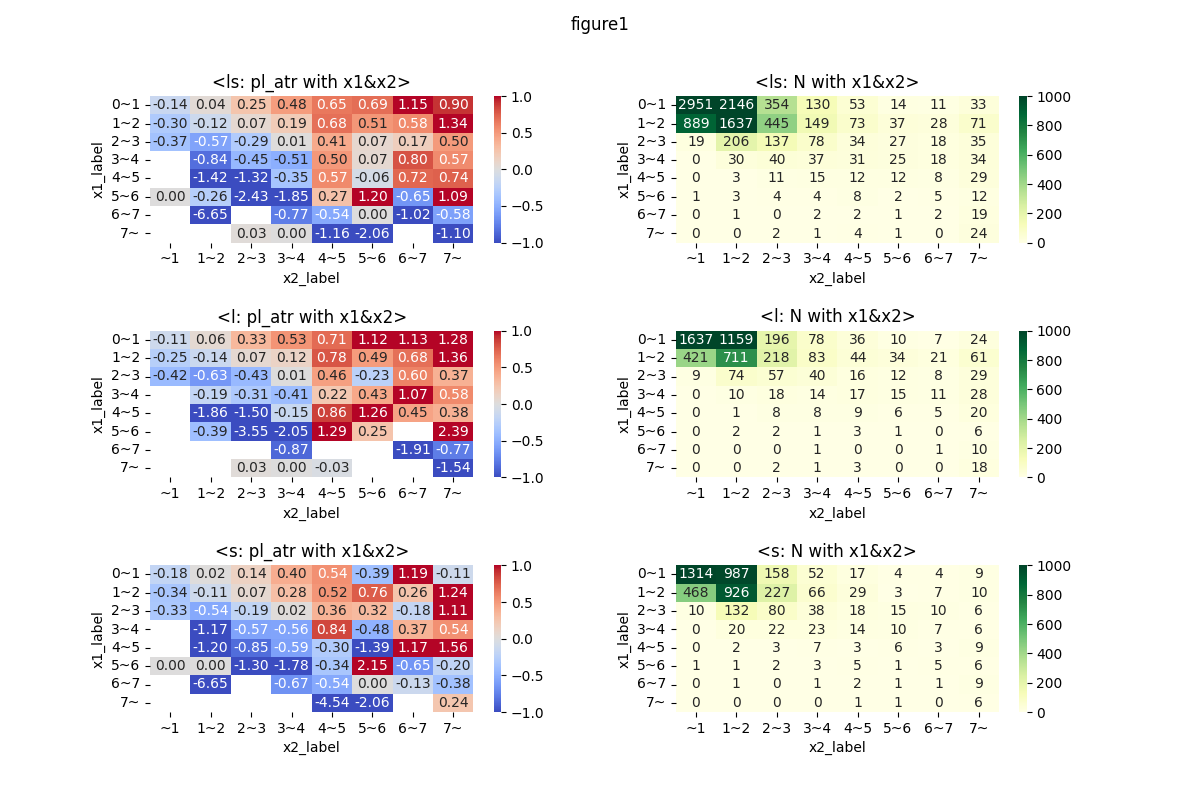 figure1
<ls: pl_atr with x1&x2>
0~1 -0.14 0.04 0.25 0.48 0.65 0.69 1.15 0.90
1~2 -0.30 -0.12 0.07 0.19 0.68 0.51 0.58 1.34
2~3 -0.37 -0.57 -0.29 0.01 0.41 0.07 0.17 0.50
3~4 -0.84 -0.45 -0.51 0.50 0.07 0.80 0.57
4~5 -1.42 -1.32 -0.35 0.57 -0.06 0.72 0.74
5~6 0.00 -0.26 -2.43 -1.85 0.27 1.20 -0.65 1.09
6~7 -6.65 -0.77 -0.54 0.00 -1.02 -0.58
7~ 0.03 0.00 -1.16 -2.06 -1.10
~1 1~2 2~3 3~4 4~5 5~6 6~7 7~
x2_label
x1_label
1.0
0.5
0.0
−0.5
−1.0
<ls: N with x1&x2>
0~1 2951 2146 354 130 53 14 11 33
1~2 889 1637 445 149 73 37 28 71
2~3 19 206 137 78 34 27 18 35
3~4 0 30 40 37 31 25 18 34
4~5 0 3 11 15 12 12 8 29
5~6 1 3 4 4 8 2 5 12
6~7 0 1 0 2 2 1 2 19
7~ 0 0 2 1 4 1 0 24
~1 1~2 2~3 3~4 4~5 5~6 6~7 7~
x2_label
x1_label
1000
800
600
400
200
0
<l: pl_atr with x1&x2>
0~1 -0.11 0.06 0.33 0.53 0.71 1.12 1.13 1.28
1~2 -0.25 -0.14 0.07 0.12 0.78 0.49 0.68 1.36
2~3 -0.42 -0.63 -0.43 0.01 0.46 -0.23 0.60 0.37
3~4 -0.19 -0.31 -0.41 0.22 0.43 1.07 0.58
4~5 -1.86 -1.50 -0.15 0.86 1.26 0.45 0.38
5~6 -0.39 -3.55 -2.05 1.29 0.25 2.39
6~7 -0.87 -1.91 -0.77
7~ 0.03 0.00 -0.03 -1.54
~1 1~2 2~3 3~4 4~5 5~6 6~7 7~
x2_label
x1_label
1.0
0.5
0.0
−0.5
−1.0
<l: N with x1&x2>
0~1 1637 1159 196 78 36 10 7 24
1~2 421 711 218 83 44 34 21 61
2~3 9 74 57 40 16 12 8 29
3~4 0 10 18 14 17 15 11 28
4~5 0 1 8 8 9 6 5 20
5~6 0 2 2 1 3 1 0 6
6~7 0 0 0 1 0 0 1 10
7~ 0 0 2 1 3 0 0 18
~1 1~2 2~3 3~4 4~5 5~6 6~7 7~
x2_label
x1_label
1000
800
600
400
200
0
<s: pl_atr with x1&x2>
0~1 -0.18 0.02 0.14 0.40 0.54 -0.39 1.19 -0.11
1~2 -0.34 -0.11 0.07 0.28 0.52 0.76 0.26 1.24
2~3 -0.33 -0.54 -0.19 0.02 0.36 0.32 -0.18 1.11
3~4 -1.17 -0.57 -0.56 0.84 -0.48 0.37 0.54
4~5 -1.20 -0.85 -0.59 -0.30 -1.39 1.17 1.56
5~6 0.00 0.00 -1.30 -1.78 -0.34 2.15 -0.65 -0.20
6~7 -6.65 -0.67 -0.54 0.00 -0.13 -0.38
7~ -4.54 -2.06 0.24
~1 1~2 2~3 3~4 4~5 5~6 6~7 7~
x2_label
x1_label
1.0
0.5
0.0
−0.5
−1.0
<s: N with x1&x2>
0~1 1314 987 158 52 17 4 4 9
1~2 468 926 227 66 29 3 7 10
2~3 10 132 80 38 18 15 10 6
3~4 0 20 22 23 14 10 7 6
4~5 0 2 3 7 3 6 3 9
5~6 1 1 2 3 5 1 5 6
6~7 0 1 0 1 2 1 1 9
7~ 0 0 0 0 1 1 0 6
~1 1~2 2~3 3~4 4~5 5~6 6~7 7~
x2_label
x1_label
1000
800
600
400
200
0